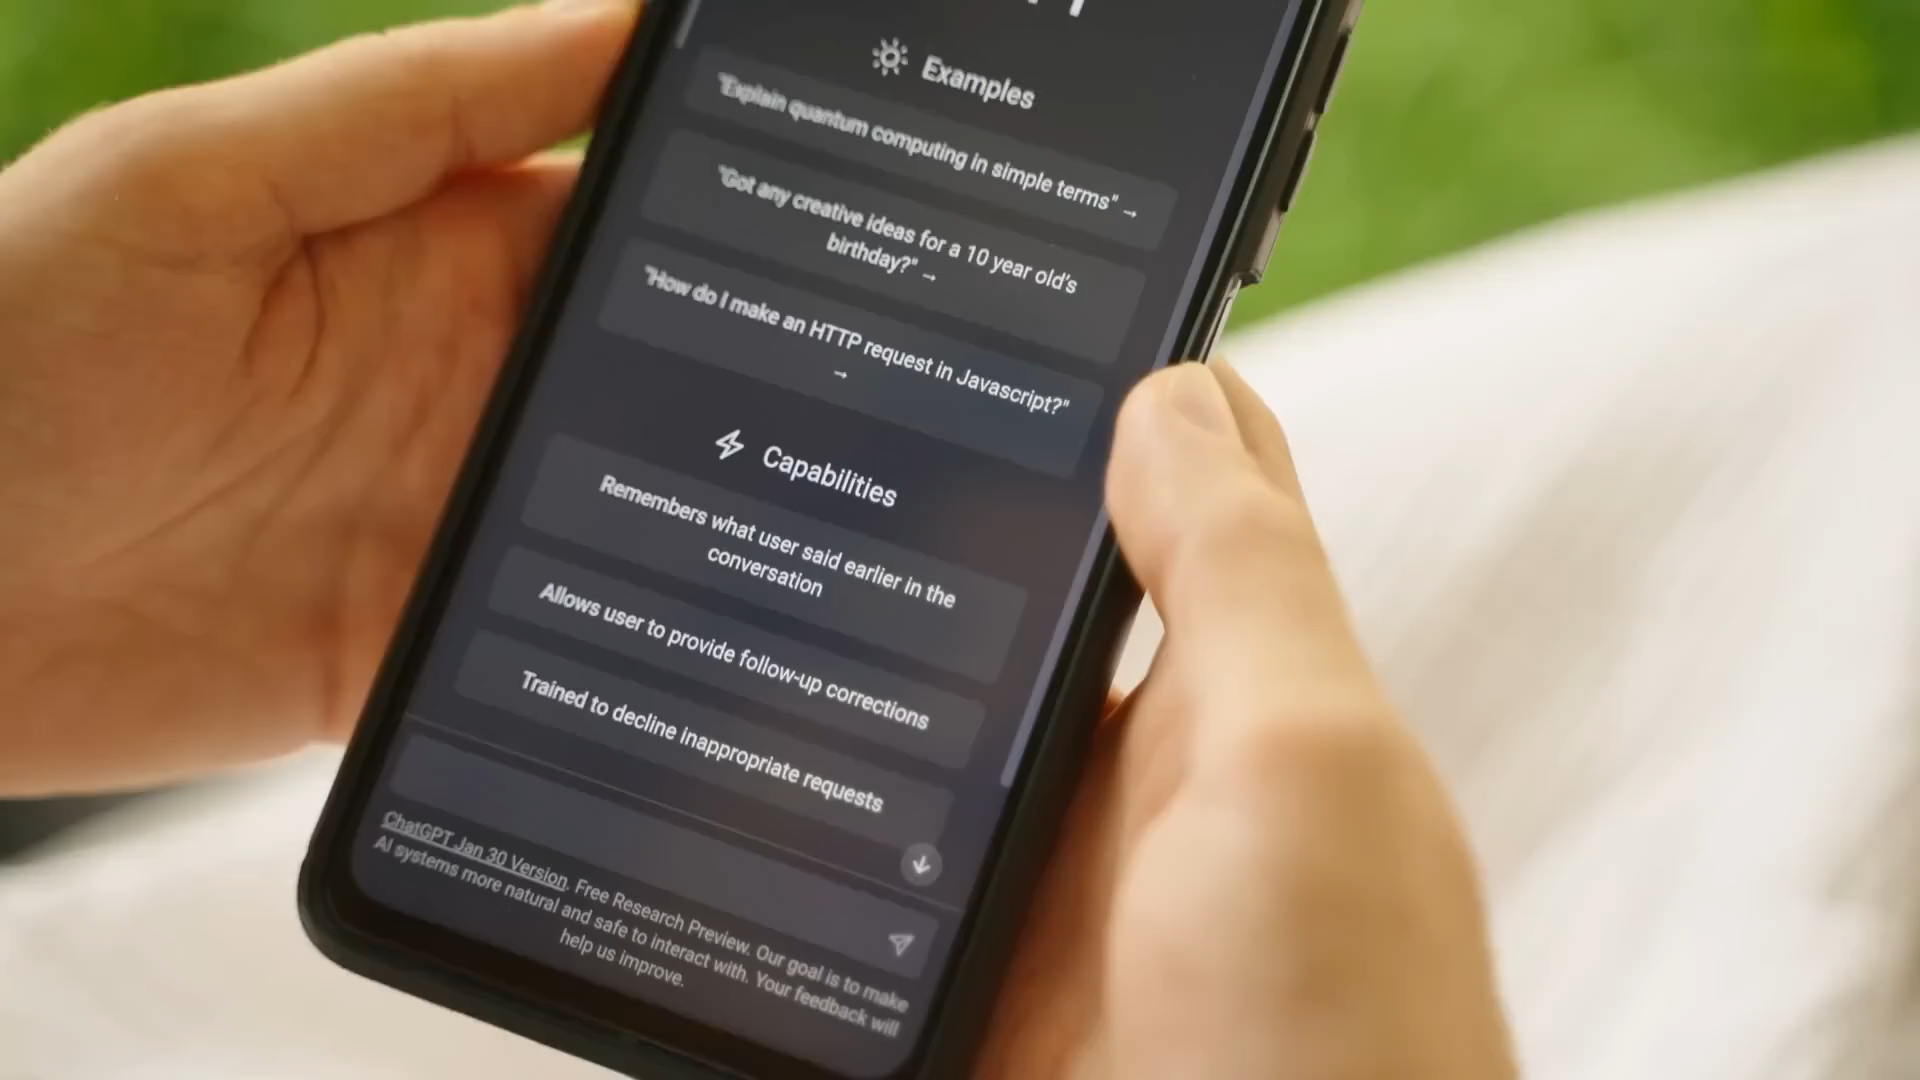 Examples
"Explain quantum computing in simple terms" →
"Got any creative ideas for a 10 year old's
birthday?" →
"How do I make an HTTP request in Javascript?"
→
Capabilities
Remembers what user said earlier in the
conversation
Allows user to provide follow-up corrections
Trained to decline inappropriate requests
ChatGPT Jan 30 Version. Free Research Preview. Our goal is to make
AI systems more natural and safe to interact with. Your feedback will
help us improve.